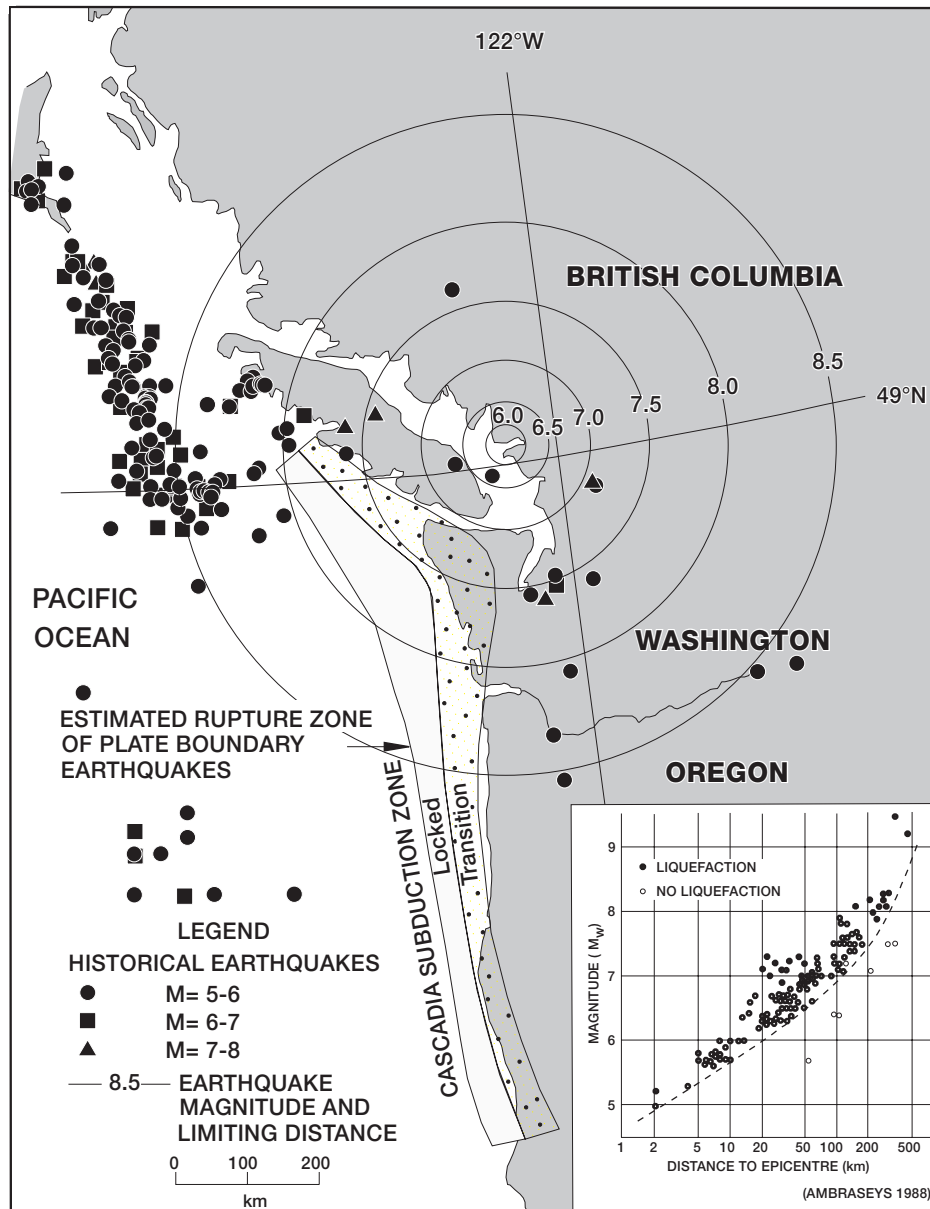 122°W
BRITISH COLUMBIA
8.5
8.0
7.5
7.0
6.5
6.0
49°N
PACIFIC
OCEAN
WASHINGTON
OREGON
ESTIMATED RUPTURE ZONE
OF PLATE BOUNDARY
EARTHQUAKES
CASCADIA SUBDUCTION ZONE
Locked
Transition
LEGEND
HISTORICAL EARTHQUAKES
M= 5-6
M= 6-7
M= 7-8
8.5 EARTHQUAKE
MAGNITUDE AND
LIMITING DISTANCE
0 100 200
km
LIQUEFACTION
NO LIQUEFACTION
MAGNITUDE ( Mw)
9
8
7
6
5
1 2 5 10 20 50 100 200 500
DISTANCE TO EPICENTRE (km)
(AMBRASEYS 1988)